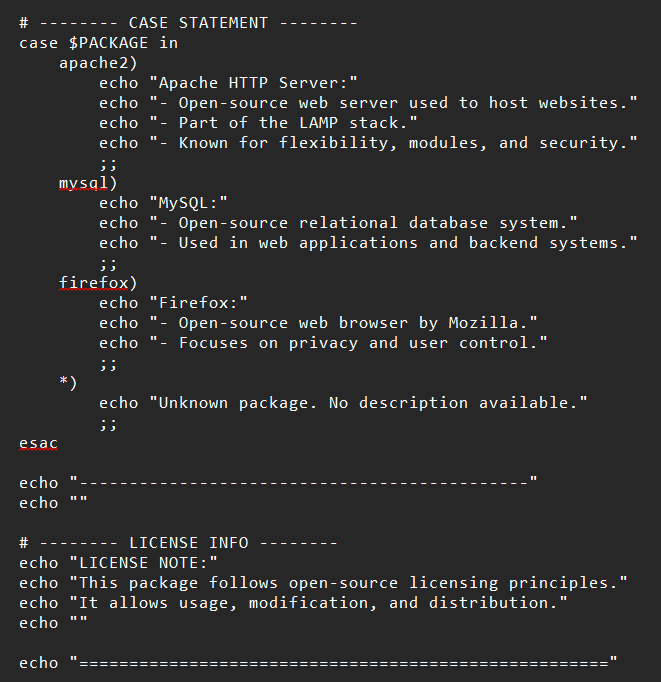 # -------- CASE STATEMENT --------
case $PACKAGE in
    apache2)
        echo "Apache HTTP Server:"
        echo "- Open-source web server used to host websites."
        echo "- Part of the LAMP stack."
        echo "- Known for flexibility, modules, and security."
        ;;
    mysql)
        echo "MySQL:"
        echo "- Open-source relational database system."
        echo "- Used in web applications and backend systems."
        ;;
    firefox)
        echo "Firefox:"
        echo "- Open-source web browser by Mozilla."
        echo "- Focuses on privacy and user control."
        ;;
    *)
        echo "Unknown package. No description available."
        ;;
esac

echo "---------------------------------------------"
echo ""

# -------- LICENSE INFO --------
echo "LICENSE NOTE:"
echo "This package follows open-source licensing principles."
echo "It allows usage, modification, and distribution."
echo ""

echo "====================================================="